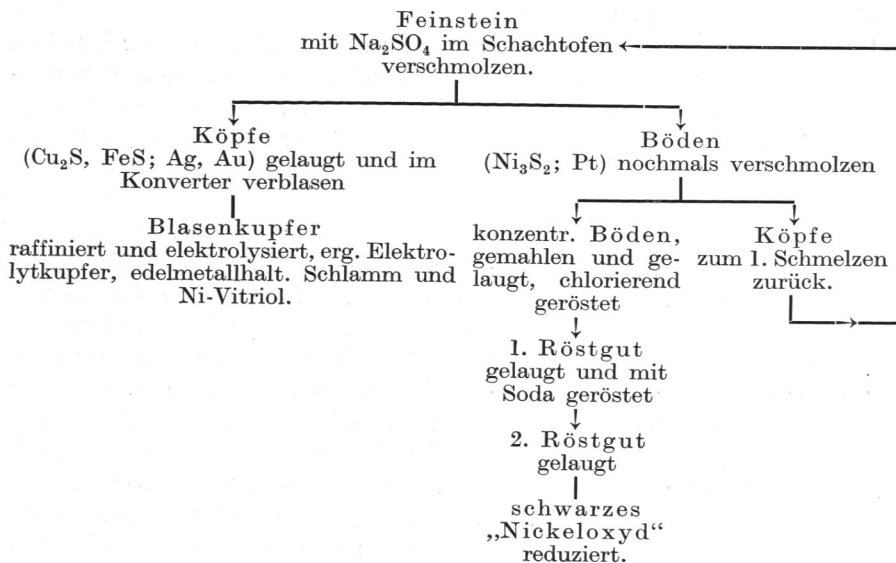 Feinstein
mit Na₂SO₄ im Schachtofen
verschmolzen.
Köpfe
(Cu₂S, FeS; Ag, Au) gelaugt und im
Konverter verblasen
Blasenkupfer
raffiniert und elektrolysiert, erg. Elektro-
lytkupfer, edelmetallhalt. Schlamm und
Ni-Vitriol.
Böden
(Ni₃S₂; Pt) nochmals verschmolzen
konzentr. Böden,
gemahlen und ge-
laugt, chlorierend
geröstet
1. Röstgut
gelaugt und mit
Soda geröstet
2. Röstgut
gelaugt
schwarzes
„Nickeloxyd“
reduziert.
Köpfe
zum 1. Schmelzen
zurück.